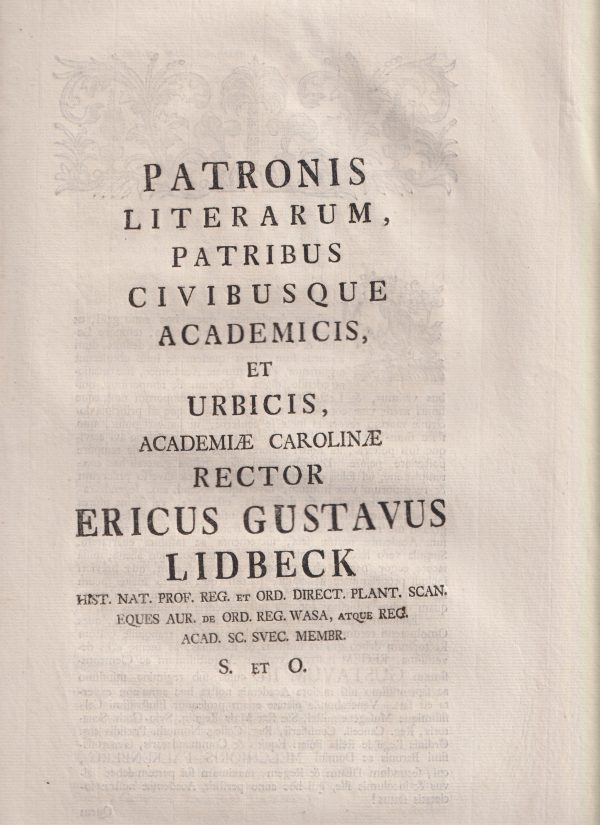 PATRONIS
LITERARUM,
PATRIBUS
CIVIBUSQUE
ACADEMICIS,
ET
URBICIS,
ACADEMIÆ CAROLINÆ
RECTOR
ERICUS GUSTAVUS
LIDBECK
HIST. NAT. PROF. REG. ET ORD. DIRECT. PLANT. SCAN.
EQUES AUR. DE ORD. REG. WASA, ATQUE REG.
ACAD. SC. SVEC. MEMBR.
S. ET O.